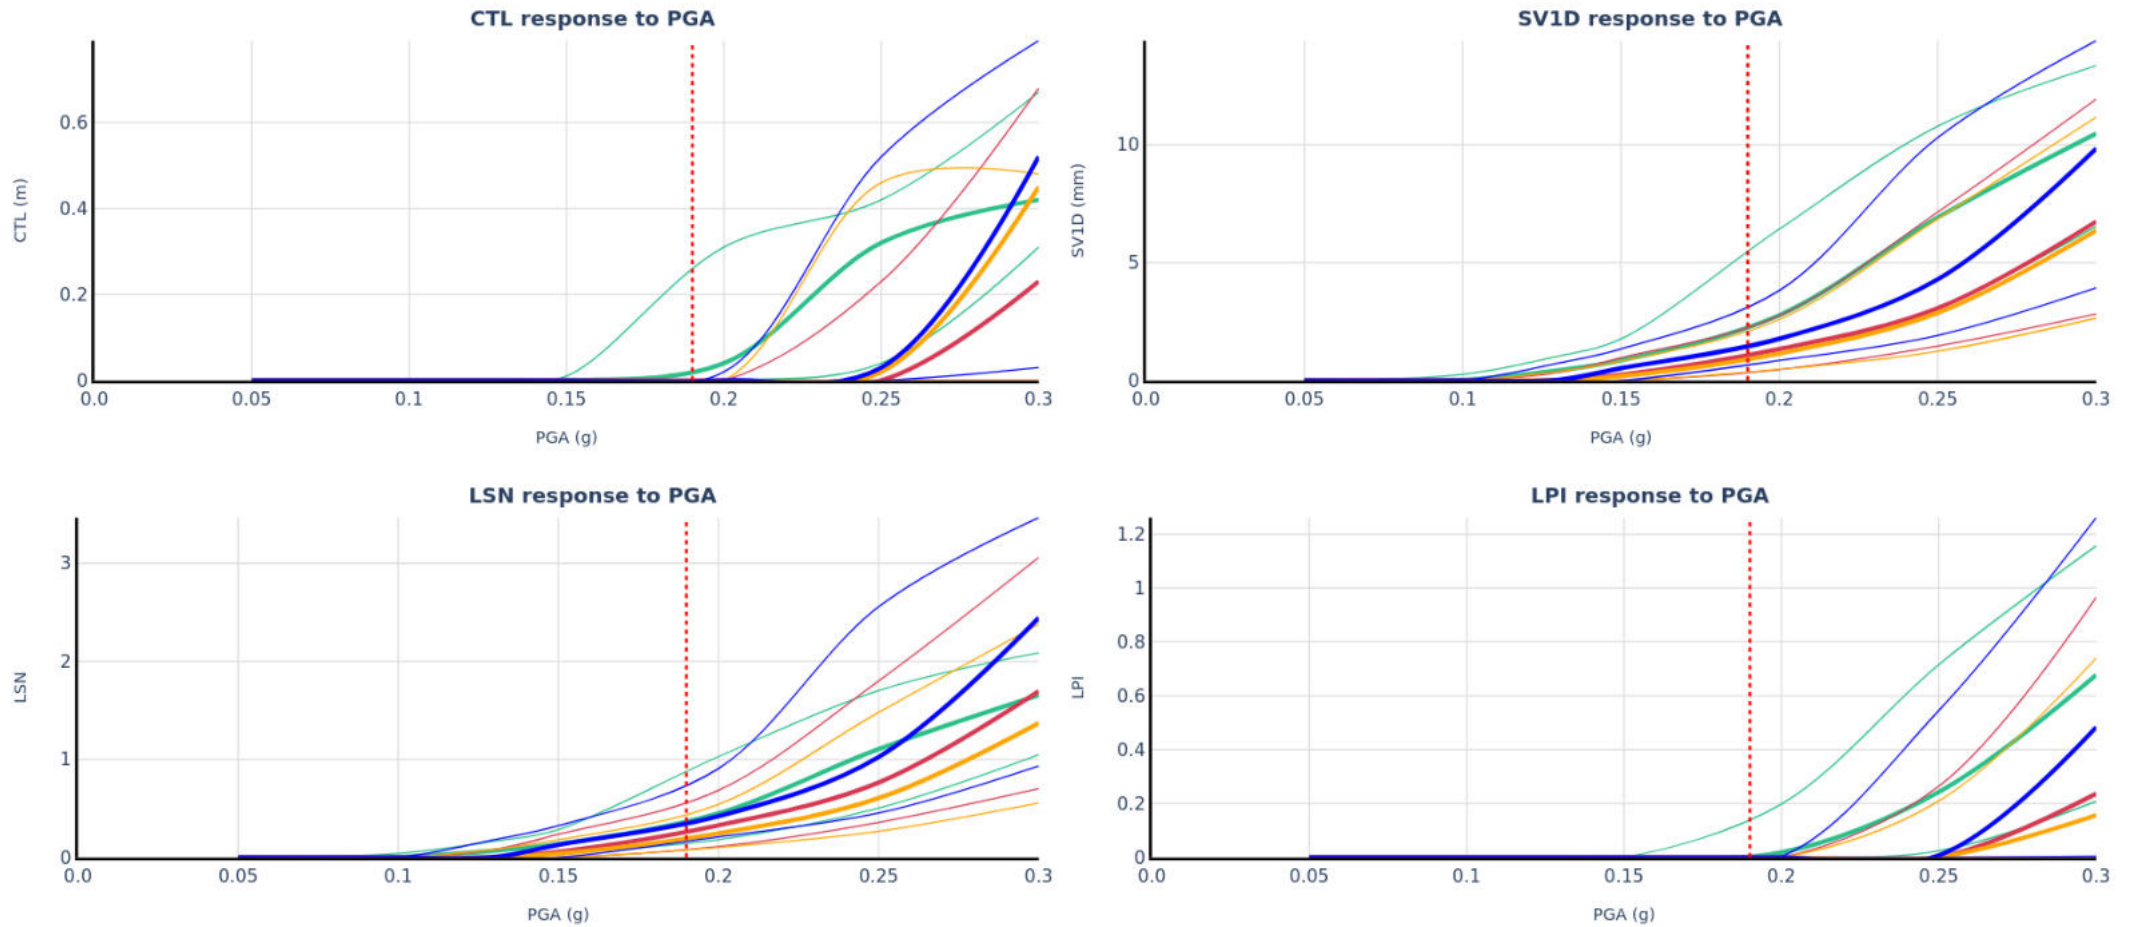 CTL response to PGA
CTL (m)
0.6
0.4
0.2
0
0.0 0.05 0.1 0.15 0.2 0.25 0.3
PGA (g)
SV1D response to PGA
SV1D (mm)
10
5
0
0.0 0.05 0.1 0.15 0.2 0.25 0.3
PGA (g)
LSN response to PGA
LSN
3
2
1
0
0.0 0.05 0.1 0.15 0.2 0.25 0.3
PGA (g)
LPI response to PGA
LPI
1.2
1
0.8
0.6
0.4
0.2
0
0.0 0.05 0.1 0.15 0.2 0.25 0.3
PGA (g)